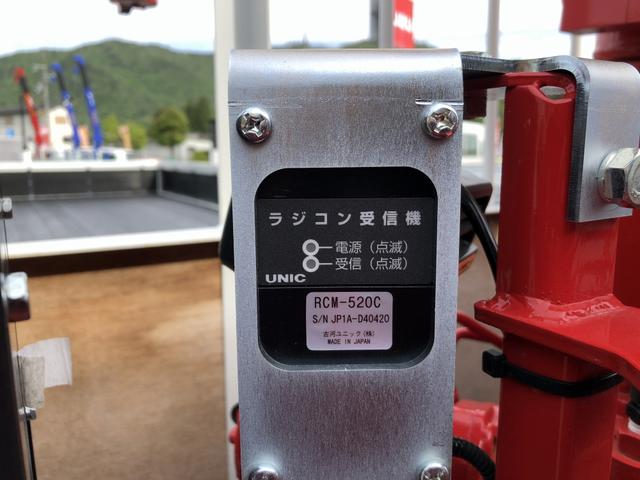 ラジコン受信機
電源（点滅）
受信（点滅）
UNIC
RCM-520C
S/N JP1A-D40420
古河ユニック(株)
MADE IN JAPAN